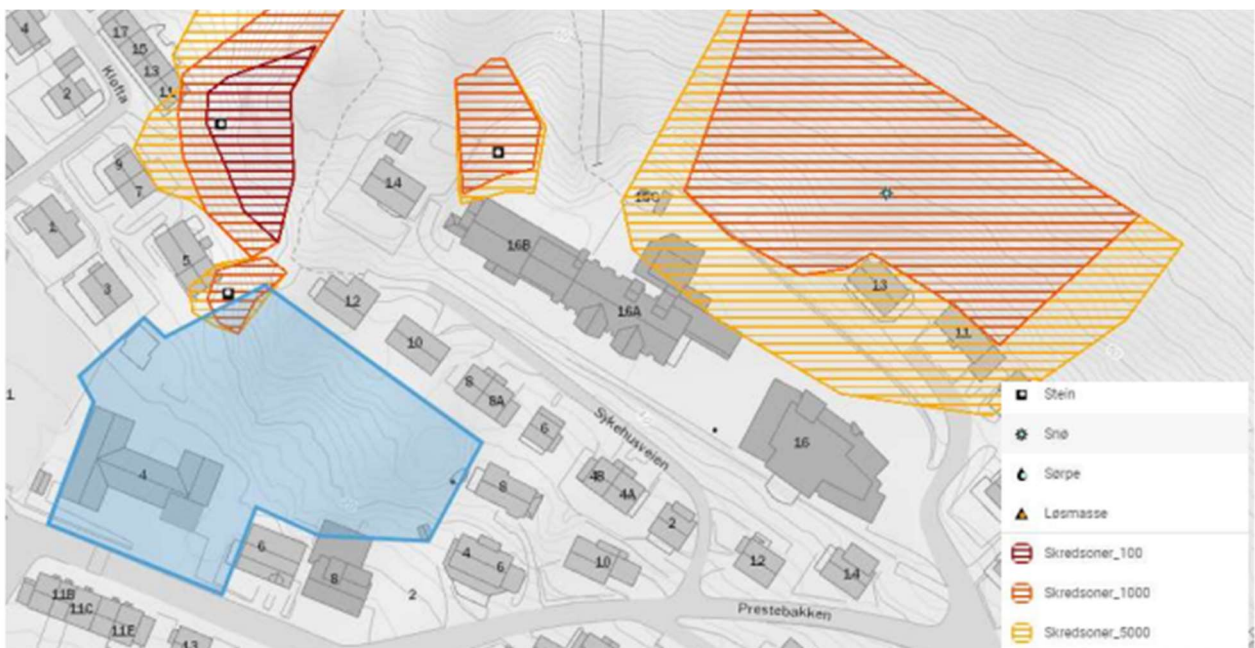 4
17
15
13
11
2
Kløfta
9
7
14
1
5
3
16B
16A
12
10
8
8A
6
13
11
1
Sykehusveien
16
4
8
4B
4A
2
6
8
4
6
10
12
14
2
Prestebakken
11B
11C
11E
13
Stein
Snø
Sørpe
Løsmasse
Skredsoner_100
Skredsoner_1000
Skredsoner_5000